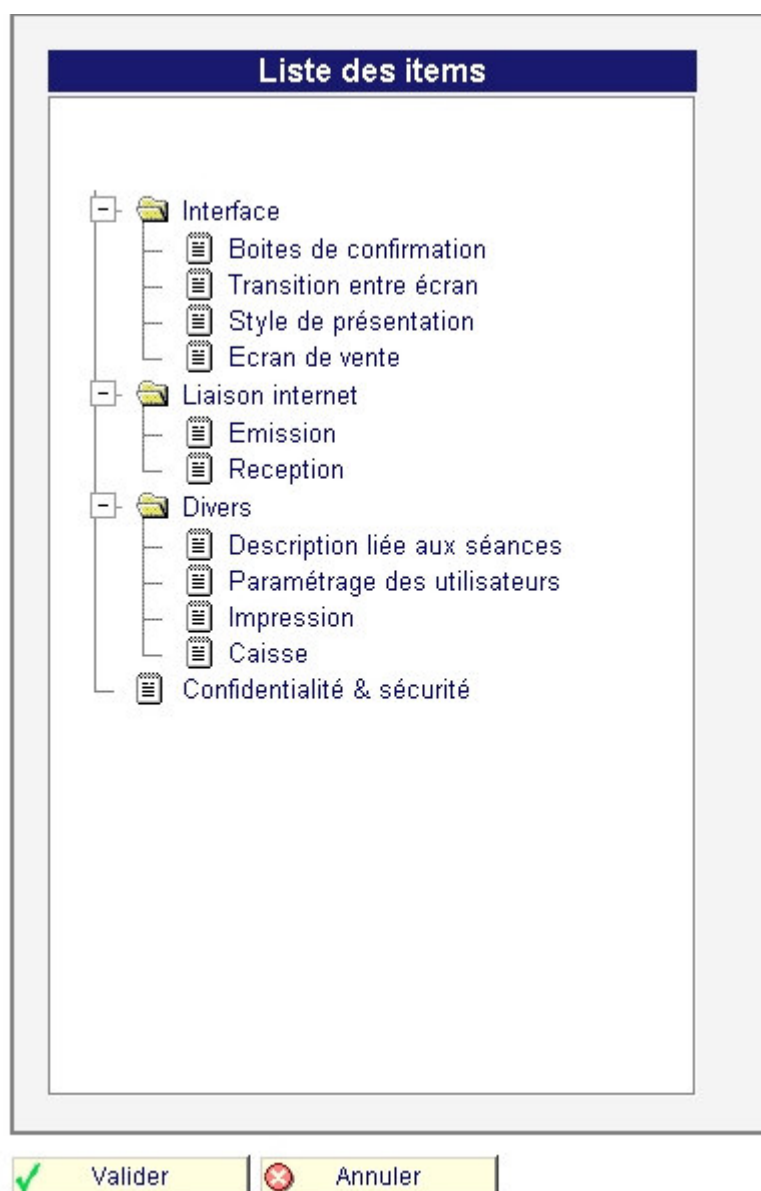 Liste des items
Interface
Boites de confirmation
Transition entre écran
Style de présentation
Ecran de vente
Liaison internet
Emission
Reception
Divers
Description liée aux séances
Paramétrage des utilisateurs
Impression
Caisse
Confidentialité & sécurité
Valider
Annuler